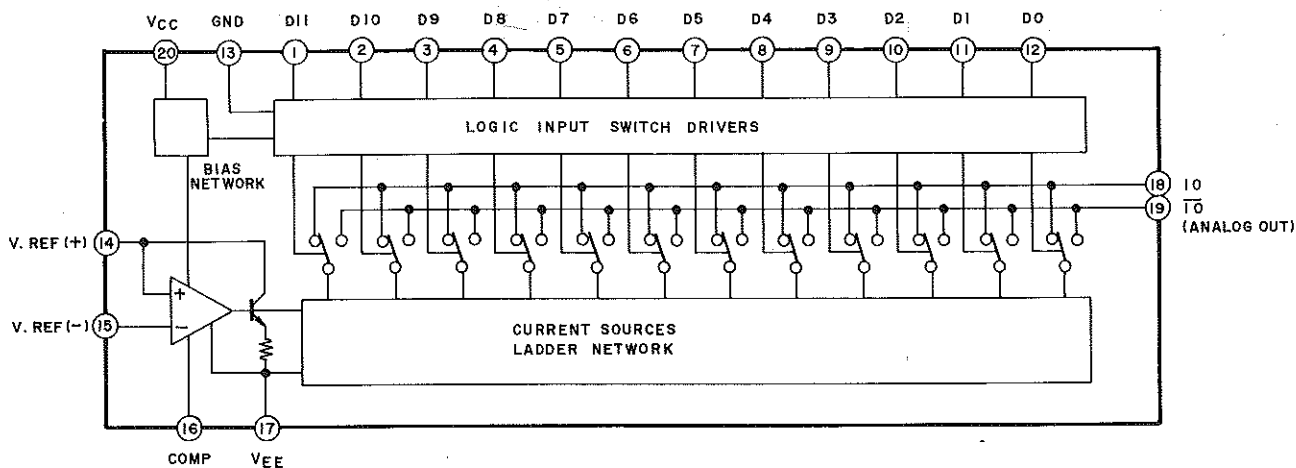 VCC GND D11 D10 D9 D8 D7 D6 D5 D4 D3 D2 D1 D0
20 13 1 2 3 4 5 6 7 8 9 10 11 12
LOGIC INPUT SWITCH DRIVERS
BIAS
NETWORK
18 IO
19 IO
(ANALOG OUT)
V. REF (+) 14
+
V. REF (-) 15
-
CURRENT SOURCES
LADDER NETWORK
16 17
COMP VEE